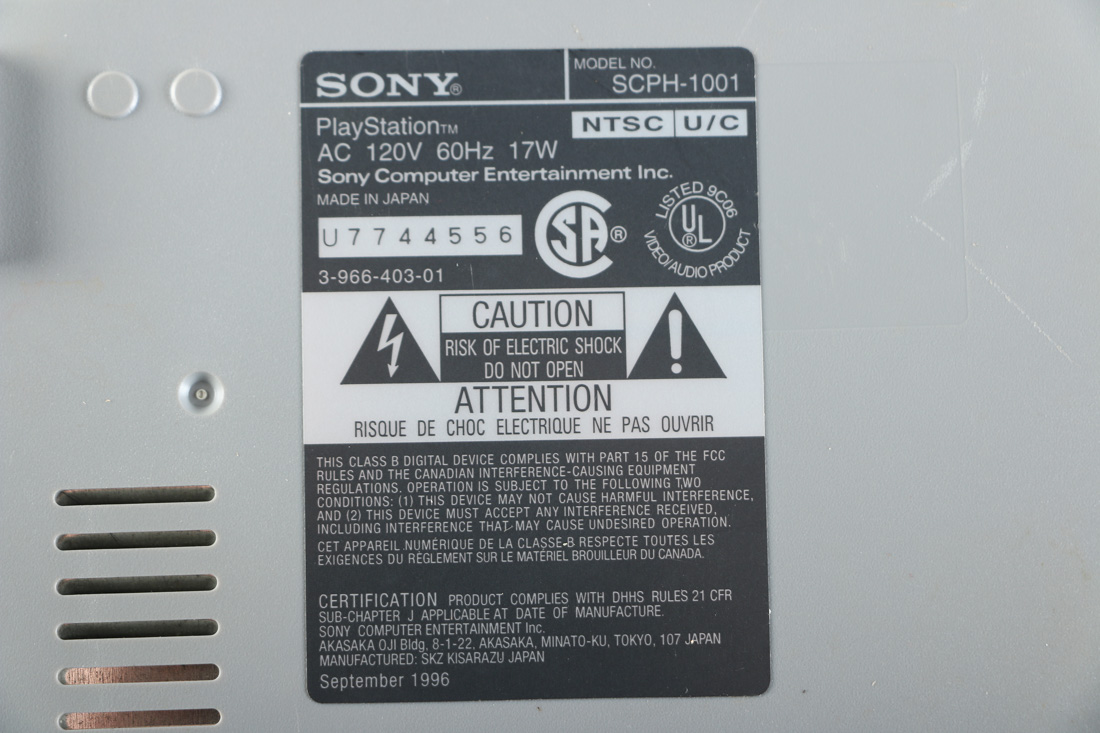 SONY®
MODEL NO.
SCPH-1001
PlayStation™
NTSC U/C
AC 120V 60Hz 17W
Sony Computer Entertainment Inc.
MADE IN JAPAN
U7744556
3-966-403-01
SA ®
LISTED 9C06
UL ®
VIDEO/AUDIO PRODUCT
CAUTION
RISK OF ELECTRIC SHOCK
DO NOT OPEN
!
ATTENTION
RISQUE DE CHOC ELECTRIQUE NE PAS OUVRIR
THIS CLASS B DIGITAL DEVICE COMPLIES WITH PART 15 OF THE FCC
RULES AND THE CANADIAN INTERFERENCE-CAUSING EQUIPMENT
REGULATIONS. OPERATION IS SUBJECT TO THE FOLLOWING TWO
CONDITIONS: (1) THIS DEVICE MAY NOT CAUSE HARMFUL INTERFERENCE,
AND (2) THIS DEVICE MUST ACCEPT ANY INTERFERENCE RECEIVED,
INCLUDING INTERFERENCE THAT MAY CAUSE UNDESIRED OPERATION.
CET APPAREIL NUMÉRIQUE DE LA CLASSE B RESPECTE TOUTES LES
EXIGENCES DU RÈGLEMENT SUR LE MATÉRIEL BROUILLEUR DU CANADA.
CERTIFICATION PRODUCT COMPLIES WITH DHHS RULES 21 CFR
SUB-CHAPTER J APPLICABLE AT DATE OF MANUFACTURE.
SONY COMPUTER ENTERTAINMENT Inc.
AKASAKA OJI Bldg. 8-1-22, AKASAKA, MINATO-KU, TOKYO, 107 JAPAN
MANUFACTURED: SKZ KISARAZU JAPAN
September 1996